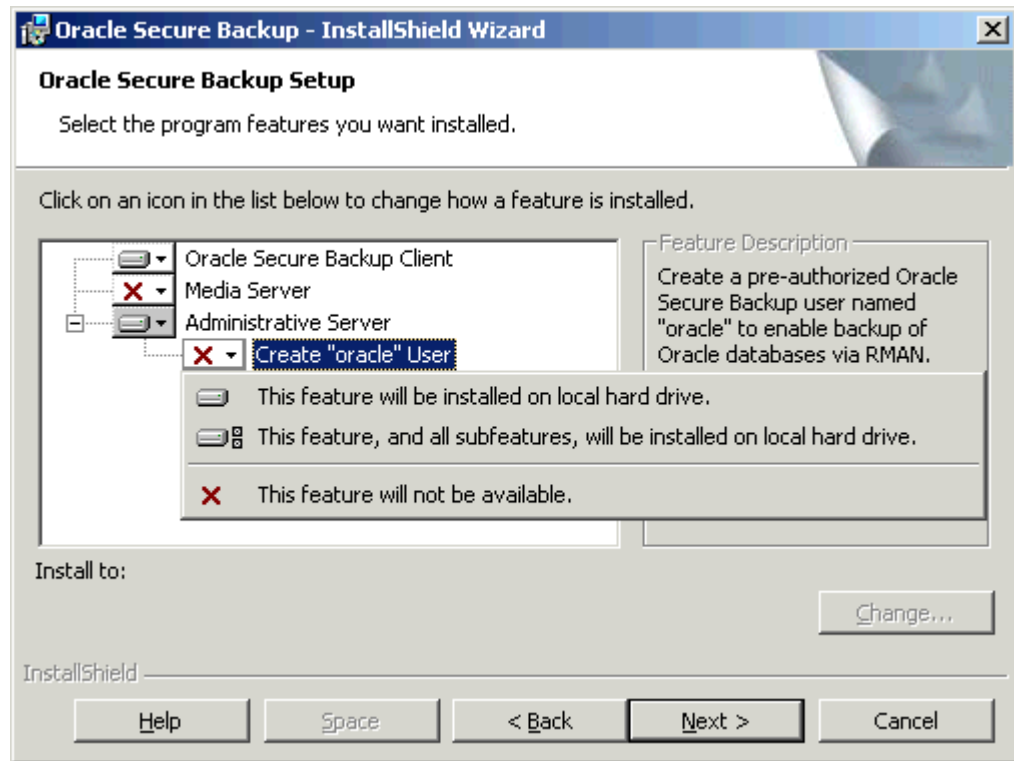 Oracle Secure Backup - InstallShield Wizard
Oracle Secure Backup Setup
Select the program features you want installed.
Click on an icon in the list below to change how a feature is installed.
Oracle Secure Backup Client
Media Server
Administrative Server
Create "oracle" User
Feature Description
Create a pre-authorized Oracle
Secure Backup user named
"oracle" to enable backup of
Oracle databases via RMAN.
This feature will be installed on local hard drive.
This feature, and all subfeatures, will be installed on local hard drive.
This feature will not be available.
Install to:
Change...
InstallShield
Help
Space
< Back
Next >
Cancel